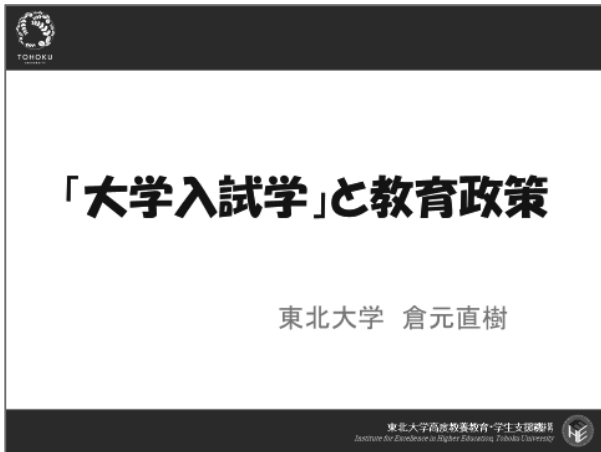 TOHOKU
UNIVERSITY
「大学入試学」と教育政策
東北大学 倉元直樹
東北大学高度教養教育・学生支援機構
Institute for Excellence in Higher Education, Tohoku University